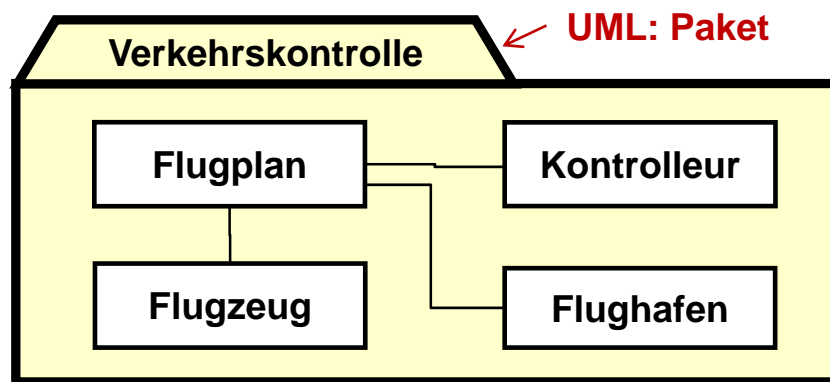 UML: Paket
Verkehrskontrolle
Flugplan
Kontrolleur
Flugzeug
Flughafen